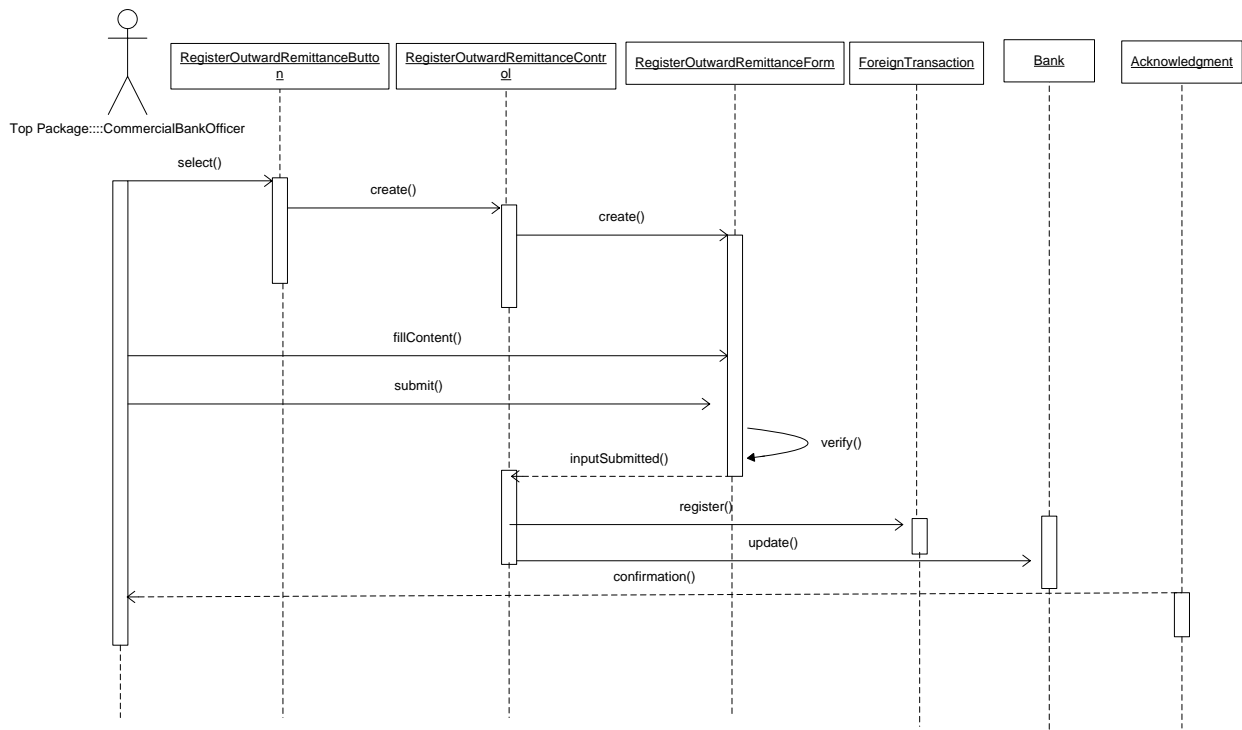 RegisterOutwardRemittanceButto
n
RegisterOutwardRemittanceContr
ol
RegisterOutwardRemittanceForm
ForeignTransaction
Bank
Acknowledgment
Top Package::::CommercialBankOfficer
select()
create()
create()
fillContent()
submit()
verify()
inputSubmitted()
register()
update()
confirmation()